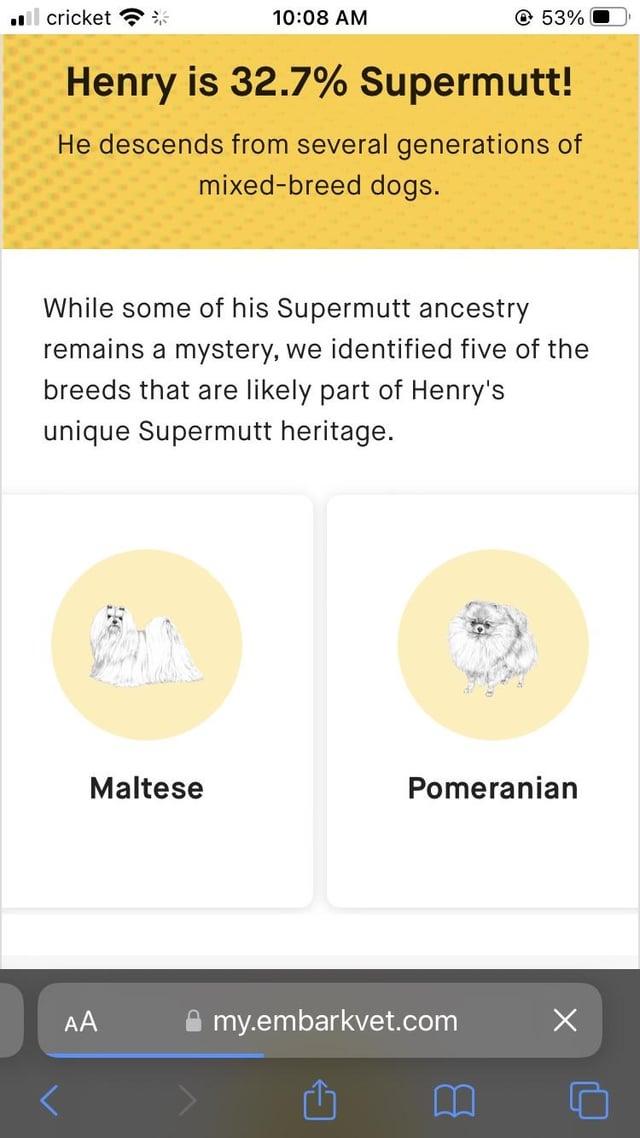 cricket 10:08 AM 53%
Henry is 32.7% Supermutt!
He descends from several generations of
mixed-breed dogs.
While some of his Supermutt ancestry
remains a mystery, we identified five of the
breeds that are likely part of Henry's
unique Supermutt heritage.
Maltese Pomeranian
AA my.embarkvet.com